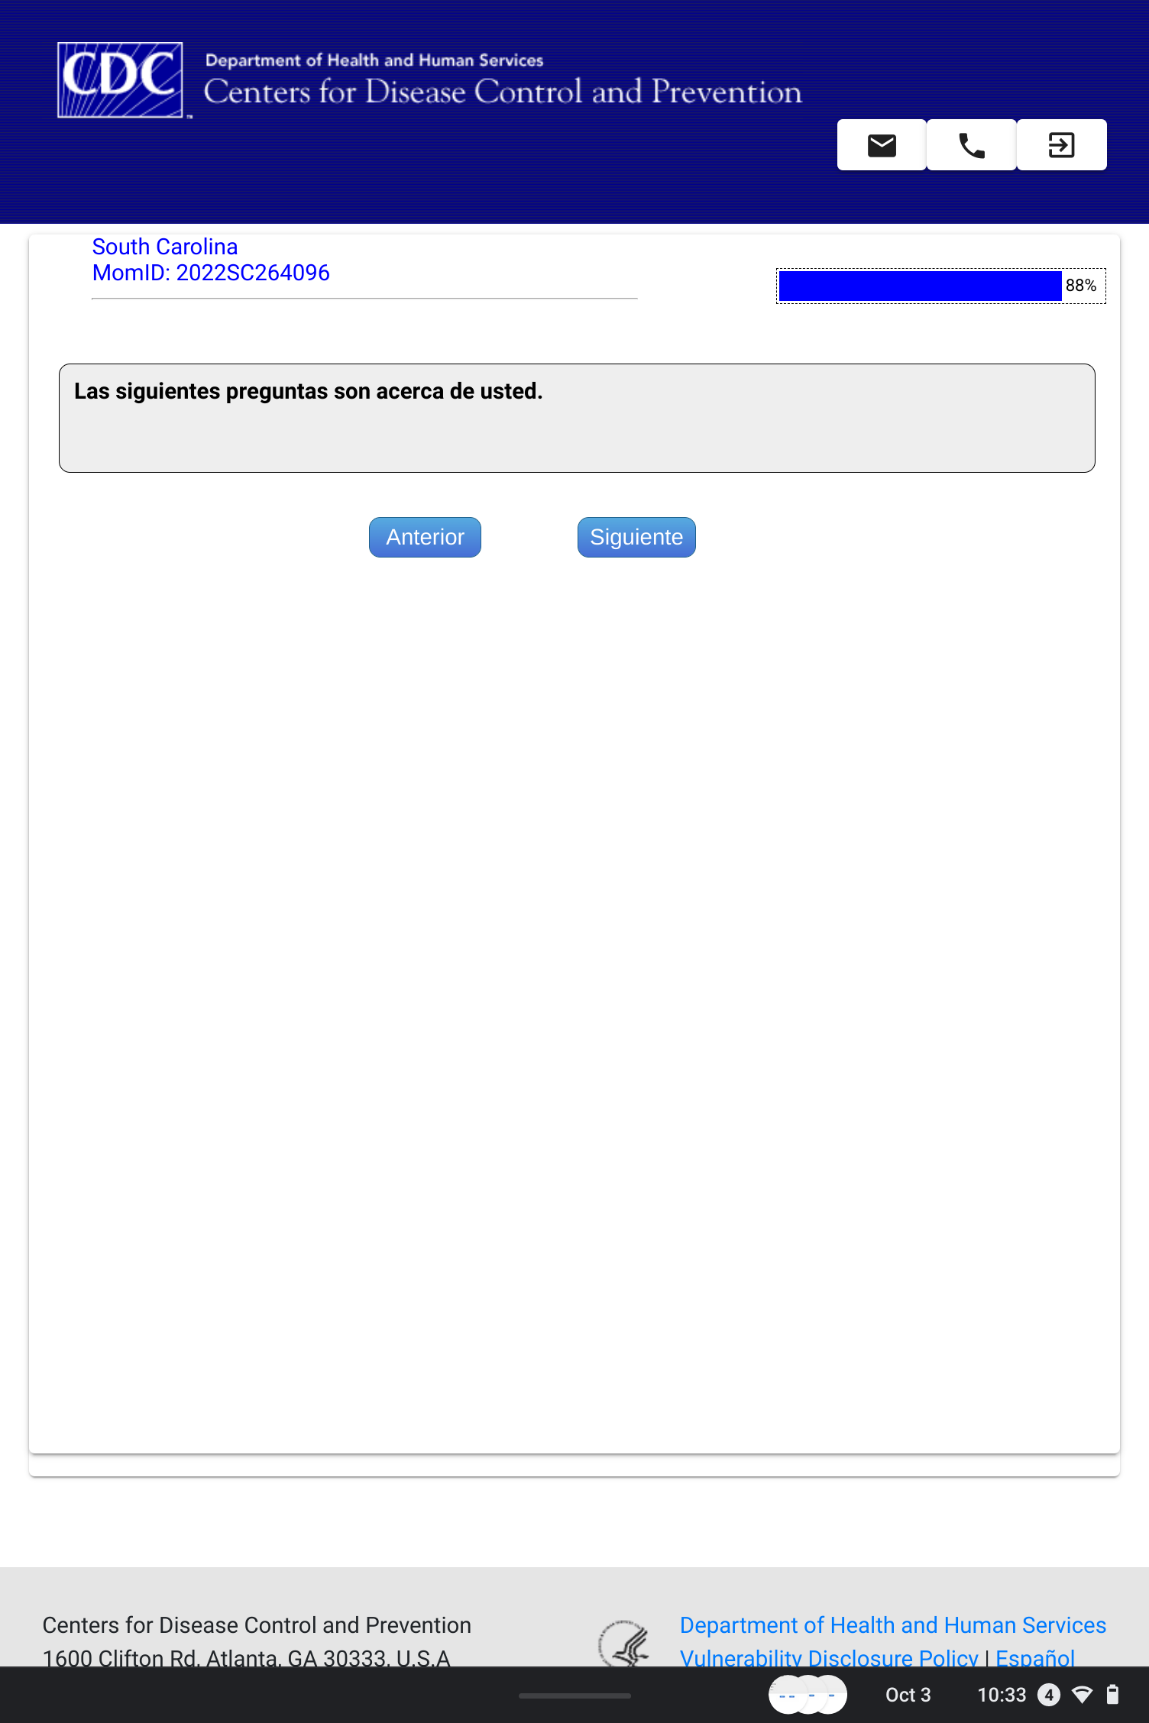 CDC
TM
Department of Health and Human Services
Centers for Disease Control and Prevention
South Carolina
MomID: 2022SC264096
88%
Las siguientes preguntas son acerca de usted.
Anterior
Siguiente
Centers for Disease Control and Prevention
1600 Clifton Rd. Atlanta, GA 30333, U.S.A
Department of Health and Human Services
Vulnerability Disclosure Policy | Español
Oct 3
10:33
4